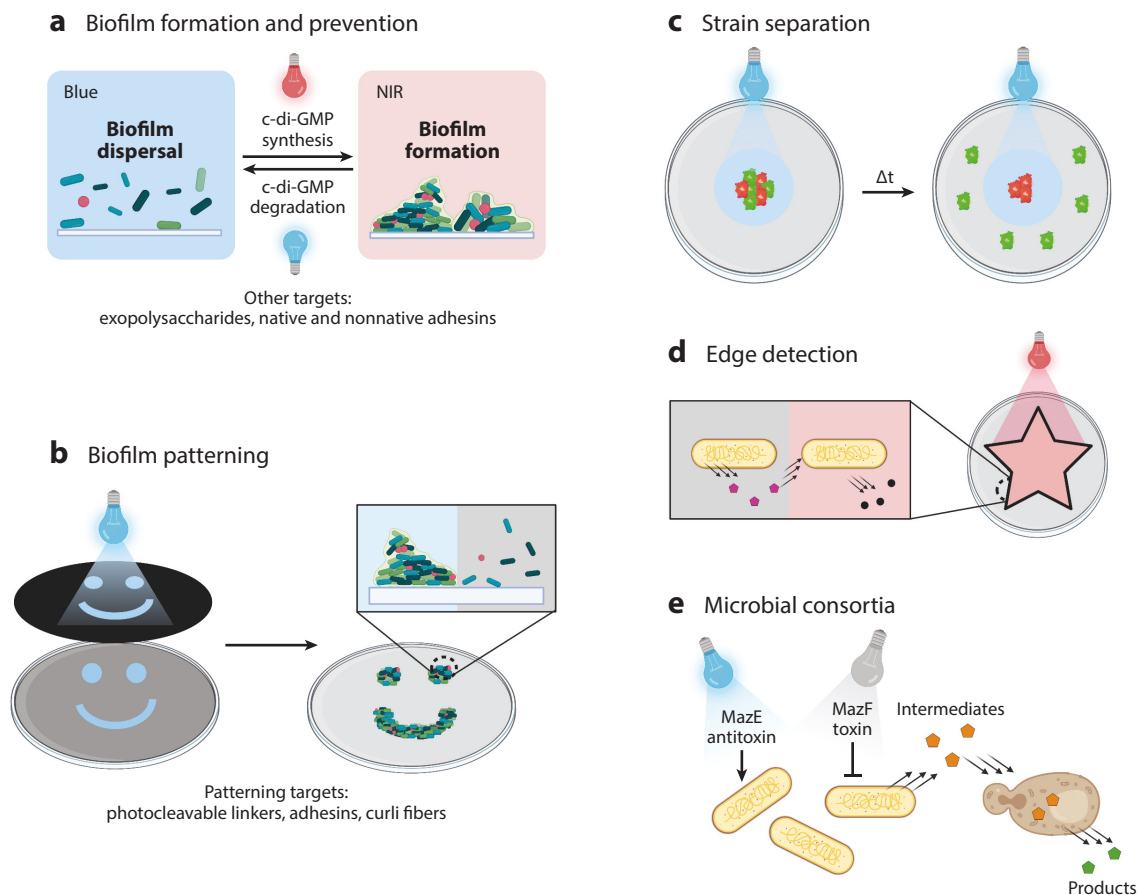 a Biofilm formation and prevention
Blue
Biofilm
dispersal
c-di-GMP
synthesis
c-di-GMP
degradation
NIR
Biofilm
formation
Other targets:
exopolysaccharides, native and nonnative adhesins
b Biofilm patterning
Patterning targets:
photocleavable linkers, adhesins, curli fibers
c Strain separation
Δt
d Edge detection
e Microbial consortia
MazE
antitoxin
MazF
toxin
Intermediates
Products